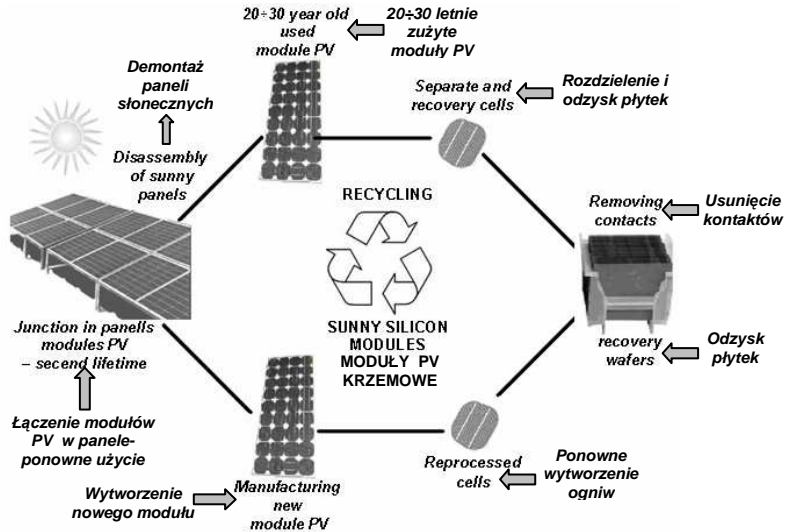 20÷30 year old
used
module PV
20÷30 letnie
zużyte
moduły PV
Demontaż
paneli
słonecznych
Disassembly
of sunny
panels
Separate and
recovery cells
Rozdzielenie i
odzysk płytek
RECYCLING
Removing
contacts
Usunięcie
kontaktów
SUNNY SILICON
MODULES
MODUŁY PV
KRZEMOWE
Junction in panells
modules PV
– secend lifetime
recovery
wafers
Odzysk
płytek
Łączenie modułów
PV w panele-
ponowne użycie
Reprocessed
cells
Ponowne
wytworzenie
ogniw
Wytworzenie
nowego modułu
Manufacturing
new
module PV